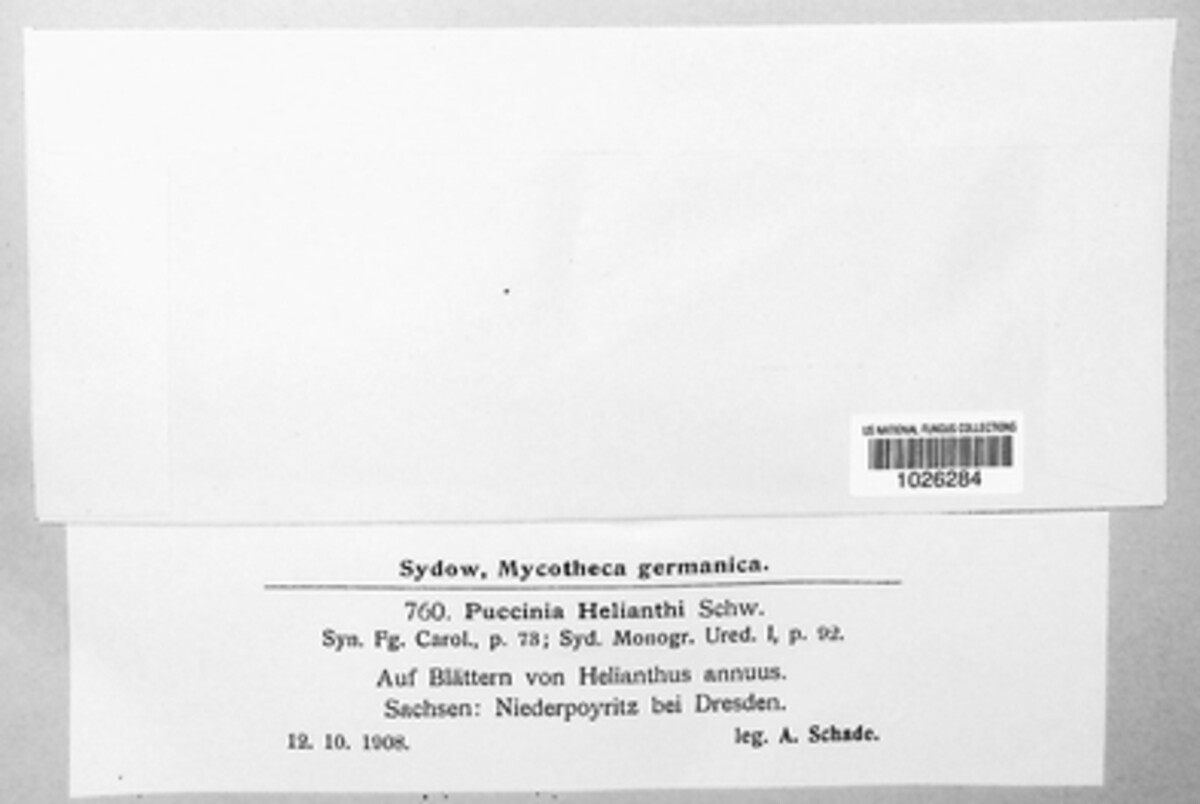 US NATIONAL FUNGUS COLLECTIONS
1026284
Sydow, Mycotheca germanica.
760. Puccinia Helianthi Schw.
Syn. Fg. Carol., p. 73; Syd. Monogr. Ured. I, p. 92.
Auf Blättern von Helianthus annuus.
Sachsen: Niederpoyritz bei Dresden.
12. 10. 1908. leg. A. Schade.